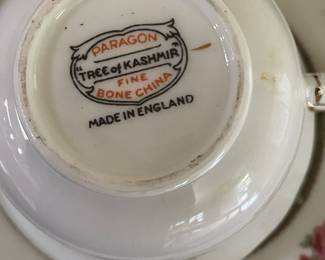 PARAGON
"TREE of KASHMIR"
FINE
BONE CHINA
MADE IN ENGLAND